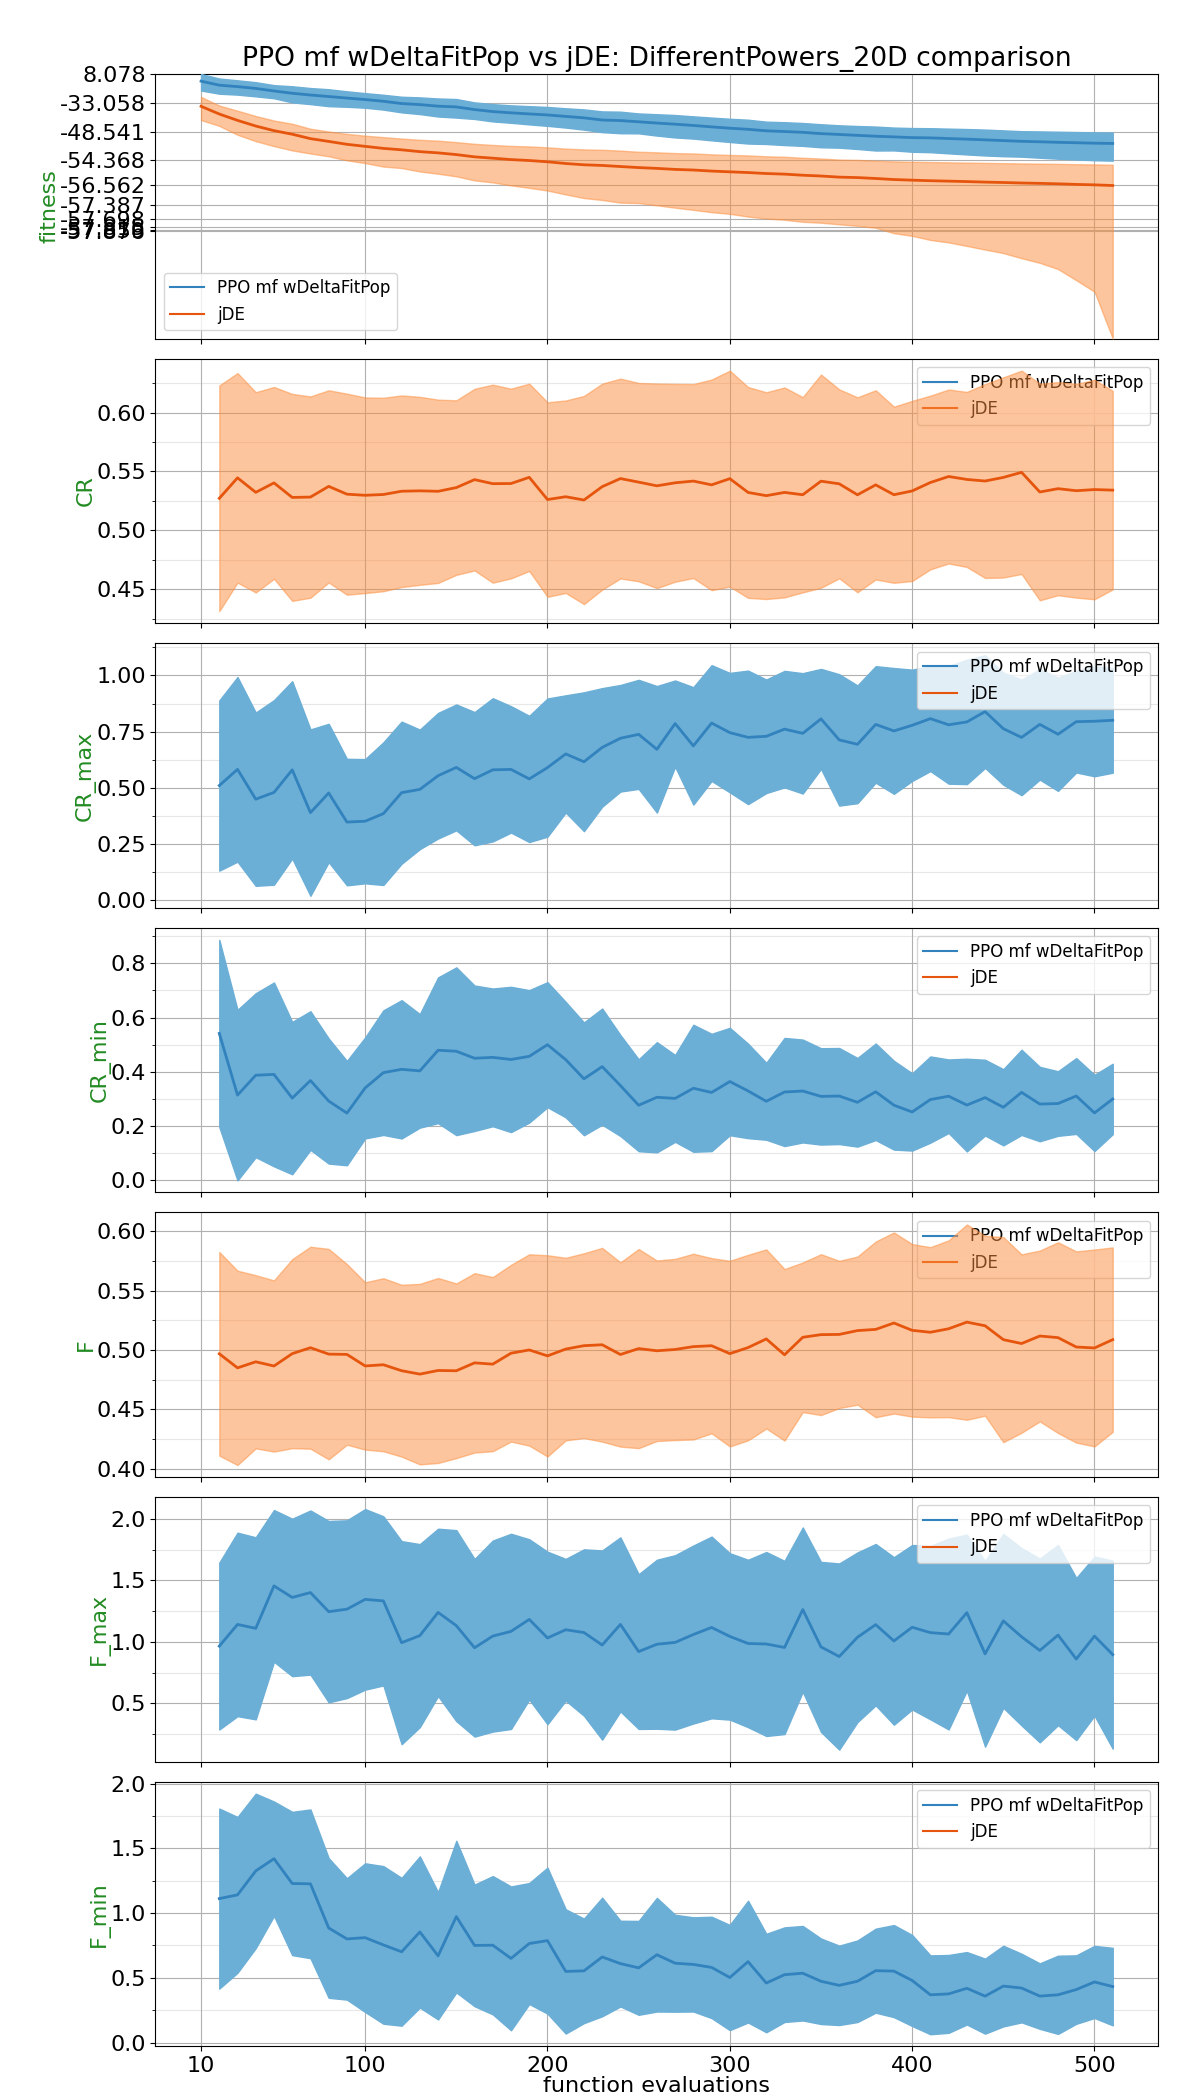 PPO mf wDeltaFitPop vs jDE: DifferentPowers_20D comparison
8.078
-33.058
-48.541
-54.368
-56.562
-57.387
-57.698
fitness
PPO mf wDeltaFitPop
jDE
0.60
0.55
0.50
0.45
CR
PPO mf wDeltaFitPop
jDE
1.00
0.75
0.50
0.25
0.00
CR_max
PPO mf wDeltaFitPop
jDE
0.8
0.6
0.4
0.2
0.0
CR_min
PPO mf wDeltaFitPop
jDE
0.60
0.55
0.50
0.45
0.40
F
PPO mf wDeltaFitPop
jDE
2.0
1.5
1.0
0.5
F_max
PPO mf wDeltaFitPop
jDE
2.0
1.5
1.0
0.5
0.0
F_min
PPO mf wDeltaFitPop
jDE
10 100 200 300 400 500
function evaluations